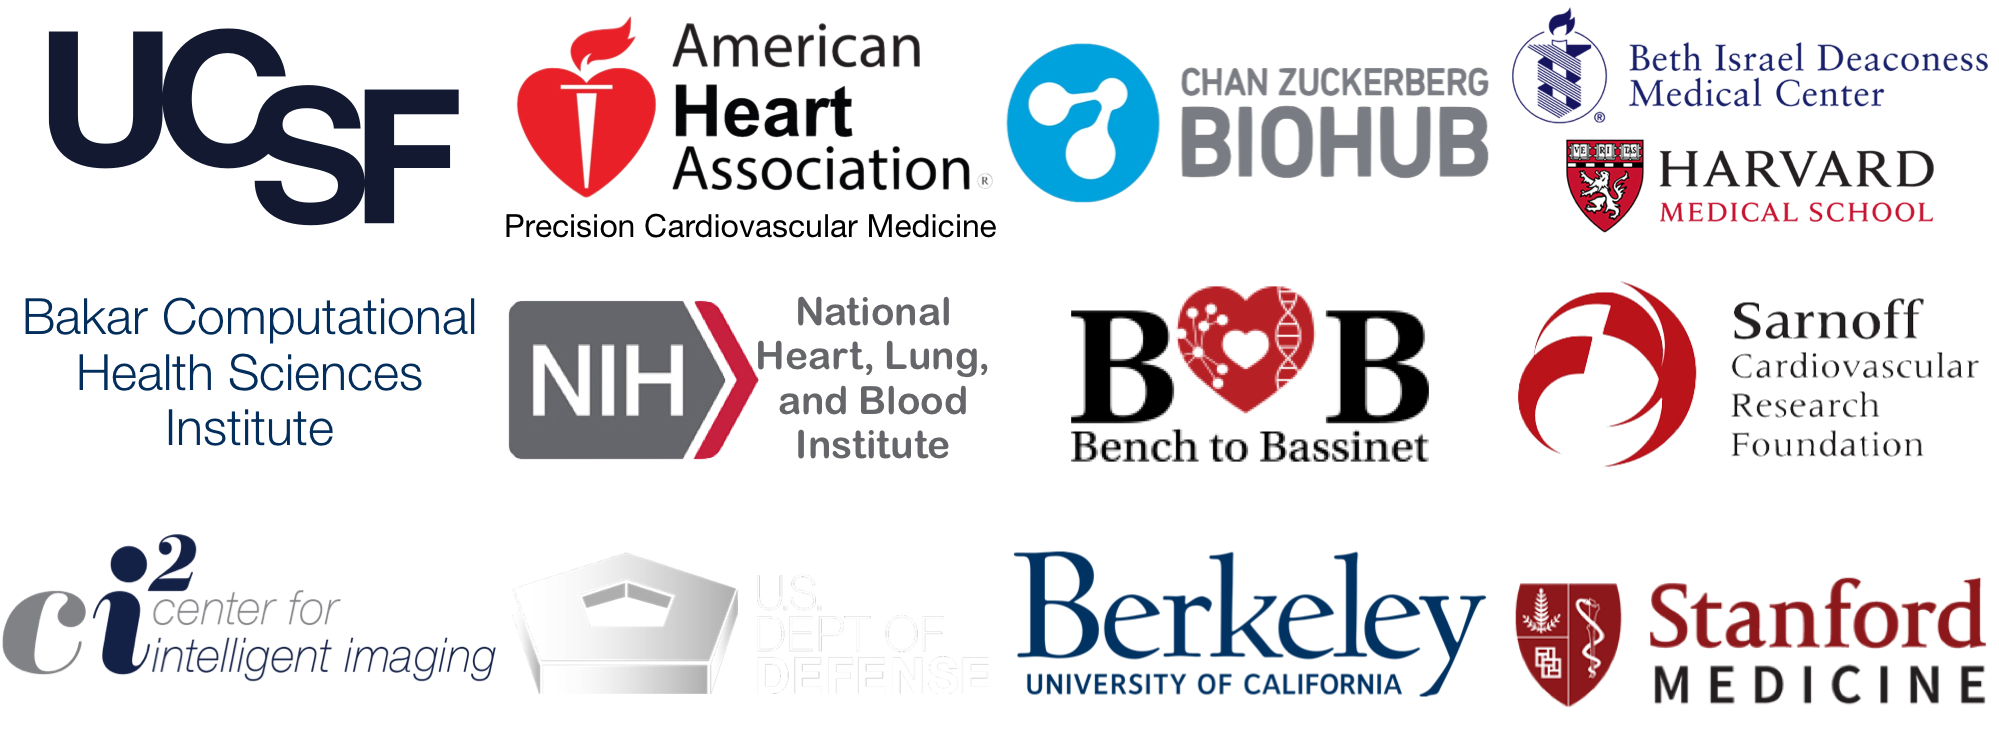 UCSF
American
Heart
Association®
Precision Cardiovascular Medicine
CHAN ZUCKERBERG
BIOHUB
Beth Israel Deaconess
Medical Center
®
VE RI TAS
HARVARD
MEDICAL SCHOOL
Bakar Computational
Health Sciences
Institute
NIH
National
Heart, Lung,
and Blood
Institute
B B
Bench to Bassinet
Sarnoff
Cardiovascular
Research
Foundation
ci2
center for
intelligent imaging
U.S.
DEPT OF
DEFENSE
Berkeley
UNIVERSITY OF CALIFORNIA
Stanford
MEDICINE